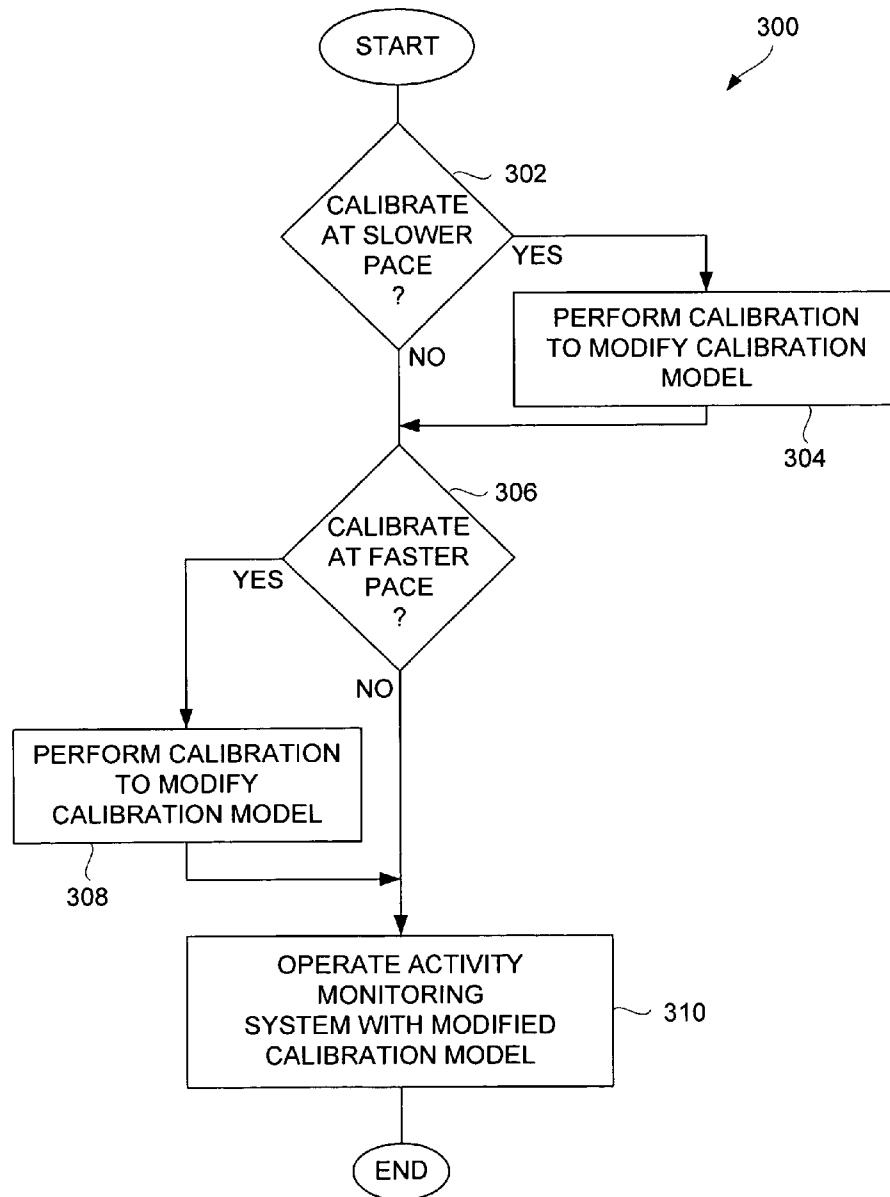 START
300
302
CALIBRATE
AT SLOWER
PACE
?
YES
NO
PERFORM CALIBRATION
TO MODIFY CALIBRATION
MODEL
304
306
CALIBRATE
AT FASTER
PACE
?
YES
NO
PERFORM CALIBRATION
TO MODIFY
CALIBRATION MODEL
308
OPERATE ACTIVITY
MONITORING
SYSTEM WITH MODIFIED
CALIBRATION MODEL
310
END